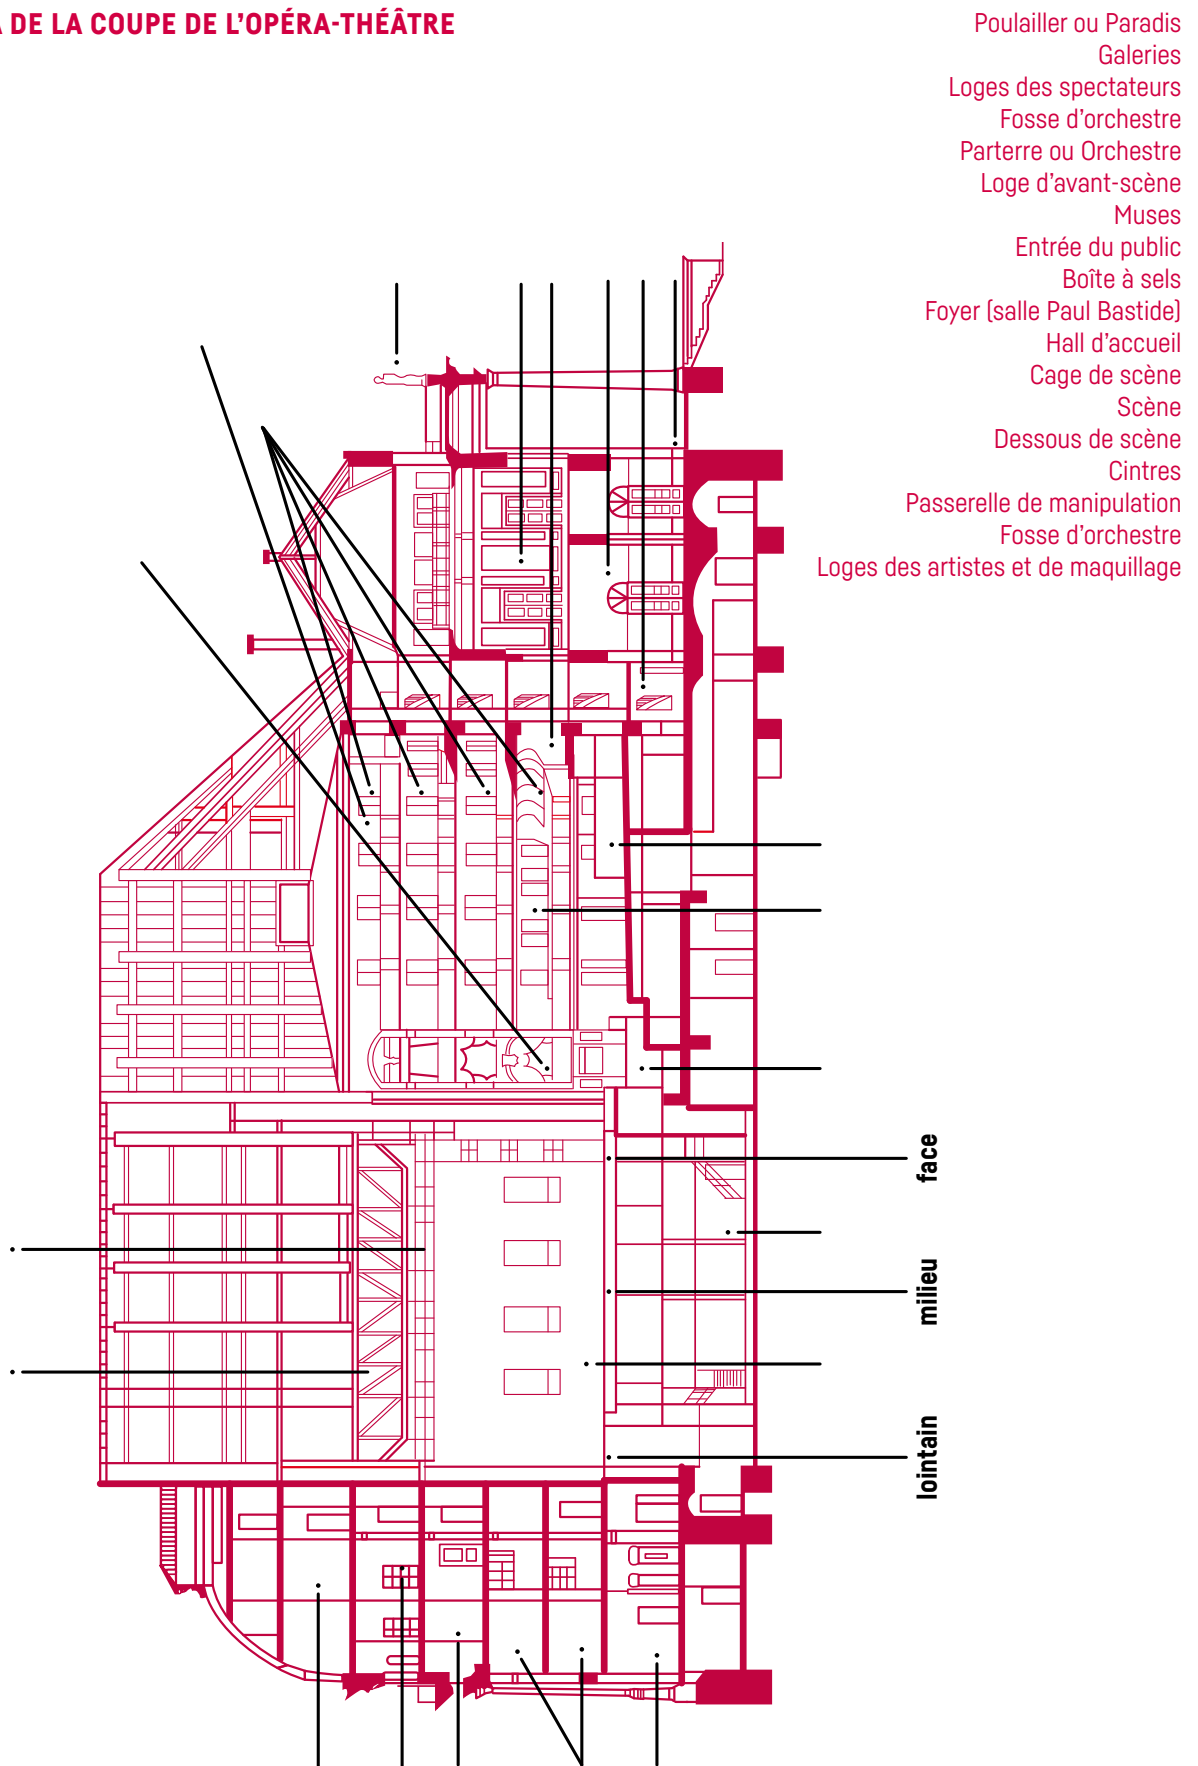 DE LA COUPE DE L'OPÉRA-THÉÂTRE
Poulailler ou Paradis
Galeries
Loges des spectateurs
Fosse d'orchestre
Parterre ou Orchestre
Loge d'avant-scène
Muses
Entrée du public
Boîte à sels
Foyer (salle Paul Bastide)
Hall d'accueil
Cage de scène
Scène
Dessous de scène
Cintres
Passerelle de manipulation
Fosse d'orchestre
Loges des artistes et de maquillage
face
milieu
lointain